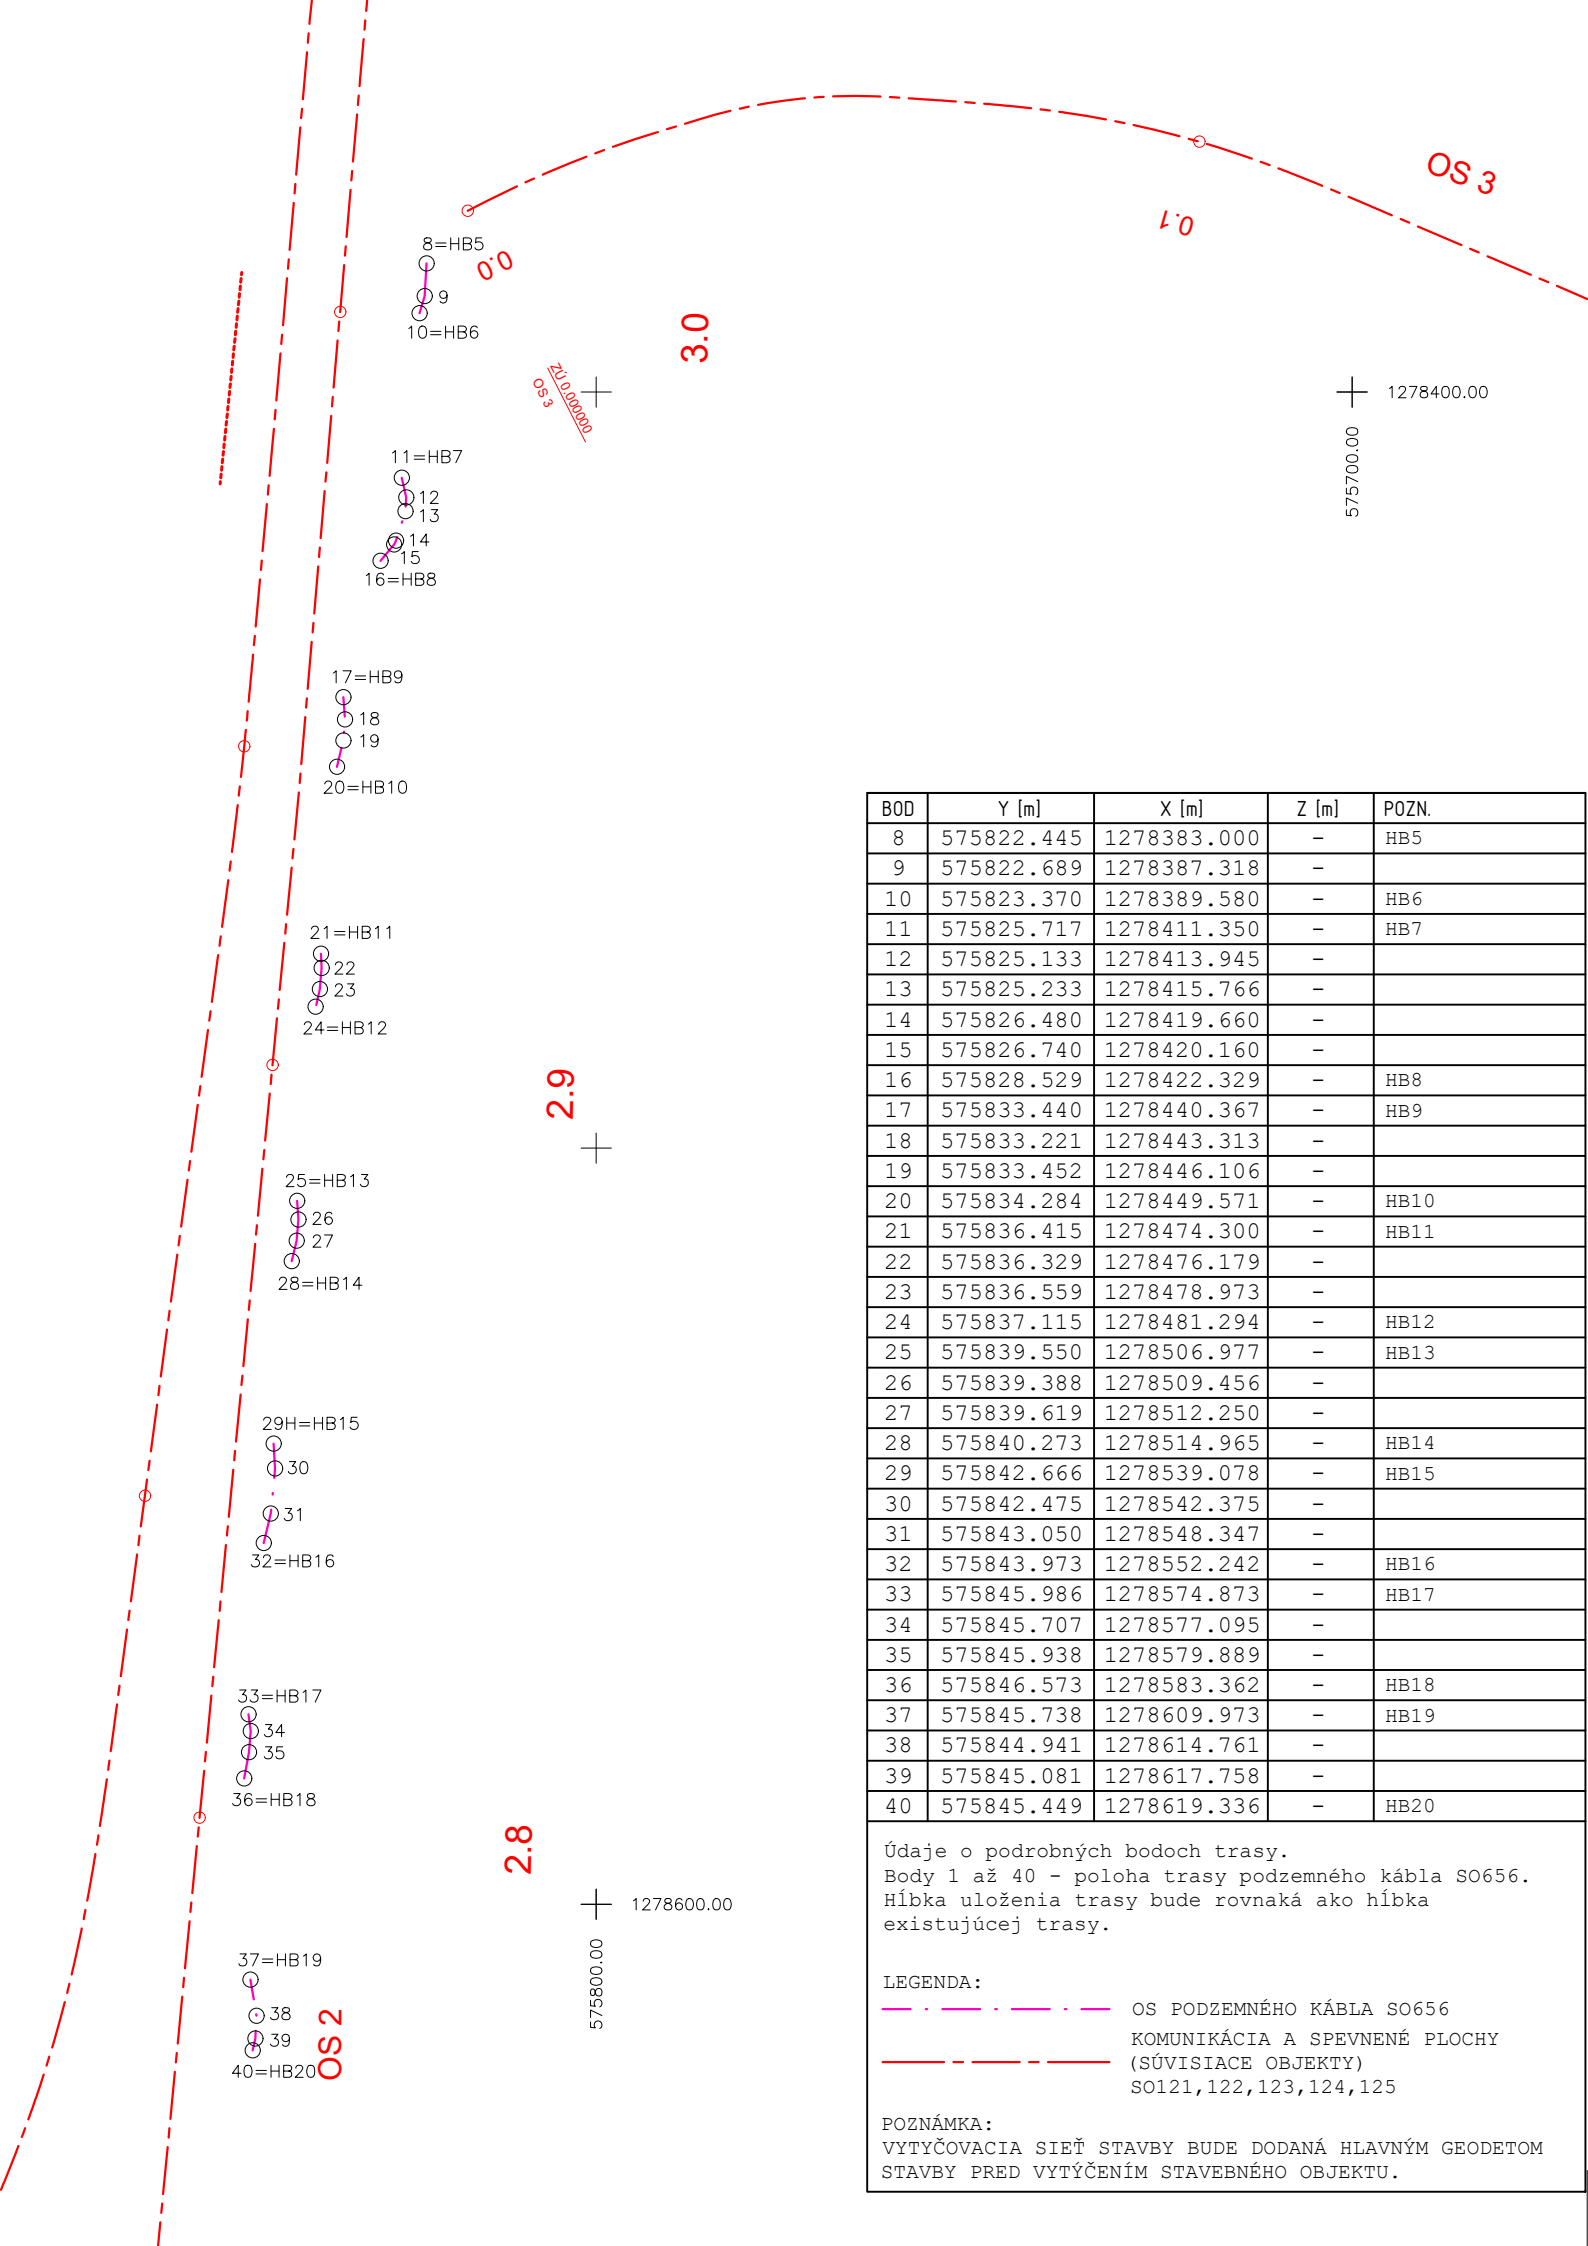 OS 3
0.1
8=HB5
0.0
9
10=HB6
3.0
ZÚ 0.000000
OS 3
1278400.00
575700.00
11=HB7
12
13
14
15
16=HB8
17=HB9
18
19
20=HB10
21=HB11
22
23
24=HB12
2.9
25=HB13
26
27
28=HB14
29H=HB15
30
31
32=HB16
33=HB17
34
35
36=HB18
2.8
1278600.00
575800.00
37=HB19
38
39
40=HB20
OS 2
BOD Y [m] X [m] Z [m] POZN.
8 575822.445 1278383.000 – HB5
9 575822.689 1278387.318 –
10 575823.370 1278389.580 – HB6
11 575825.717 1278411.350 – HB7
12 575825.133 1278413.945 –
13 575825.233 1278415.766 –
14 575826.480 1278419.660 –
15 575826.740 1278420.160 –
16 575828.529 1278422.329 – HB8
17 575833.440 1278440.367 – HB9
18 575833.221 1278443.313 –
19 575833.452 1278446.106 –
20 575834.284 1278449.571 – HB10
21 575836.415 1278474.300 – HB11
22 575836.329 1278476.179 –
23 575836.559 1278478.973 –
24 575837.115 1278481.294 – HB12
25 575839.550 1278506.977 – HB13
26 575839.388 1278509.456 –
27 575839.619 1278512.250 –
28 575840.273 1278514.965 – HB14
29 575842.666 1278539.078 – HB15
30 575842.475 1278542.375 –
31 575843.050 1278548.347 –
32 575843.973 1278552.242 – HB16
33 575845.986 1278574.873 – HB17
34 575845.707 1278577.095 –
35 575845.938 1278579.889 –
36 575846.573 1278583.362 – HB18
37 575845.738 1278609.973 – HB19
38 575844.941 1278614.761 –
39 575845.081 1278617.758 –
40 575845.449 1278619.336 – HB20
Údaje o podrobných bodoch trasy.
Body 1 až 40 - poloha trasy podzemného kábla SO656.
Hĺbka uloženia trasy bude rovnaká ako hĺbka
existujúcej trasy.
LEGENDA:
OS PODZEMNÉHO KÁBLA SO656
KOMUNIKÁCIA A SPEVNENÉ PLOCHY
(SÚVISIACE OBJEKTY)
SO121,122,123,124,125
POZNÁMKA:
VYTYČOVACIA SIEŤ STAVBY BUDE DODANÁ HLAVNÝM GEODETOM
STAVBY PRED VYTÝČENÍM STAVEBNÉHO OBJEKTU.